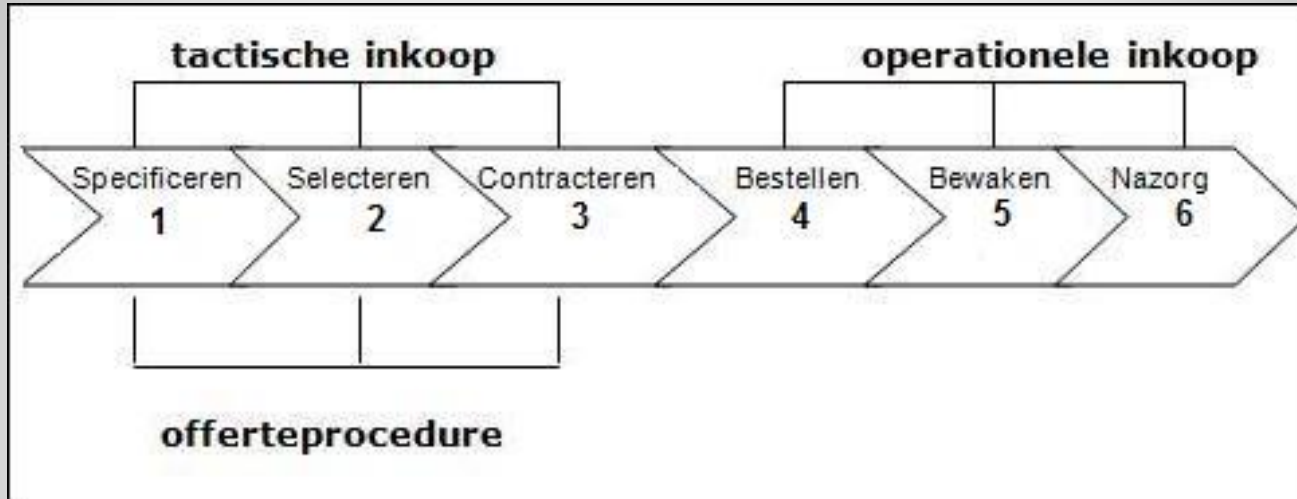 tactische inkoop
operationele inkoop
Specificeren
1
Selecteren
2
Contracteren
3
Bestellen
4
Bewaken
5
Nazorg
6
offerteprocedure